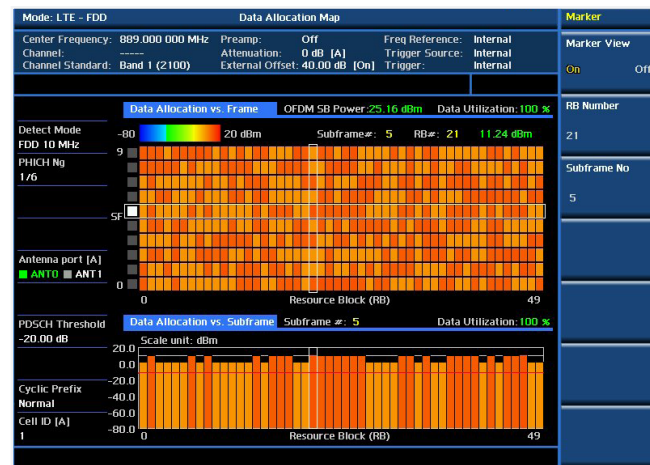 Mode: LTE - FDD Data Allocation Map Marker
Center Frequency: 889.000 000 MHz Preamp: Off Freq Reference: Internal
Channel: ----- Attenuation: 0 dB [A] Trigger Source: Internal
Channel Standard: Band 1 (2100) External Offset: 40.00 dB [On] Trigger: Internal
Marker View
On Off
Data Allocation vs. Frame OFDM SB Power:25.16 dBm Data Utilization:100 %
RB Number
21
Detect Mode
FDD 10 MHz
-80 20 dBm Subframe#: 5 RB#: 21 11.24 dBm
PHICH Ng
1/6
9
Subframe No
5
SF
Antenna port [A]
ANT0 ANT1
0
0 Resource Block (RB) 49
PDSCH Threshold
-20.00 dB
Data Allocation vs. Subframe Subframe #: 5 Data Utilization:100 %
Scale unit: dBm
20.0
0.0
-20.0
-40.0
-60.0
-80.0
Cyclic Prefix
Normal
Cell ID [A]
1
0 Resource Block (RB) 49